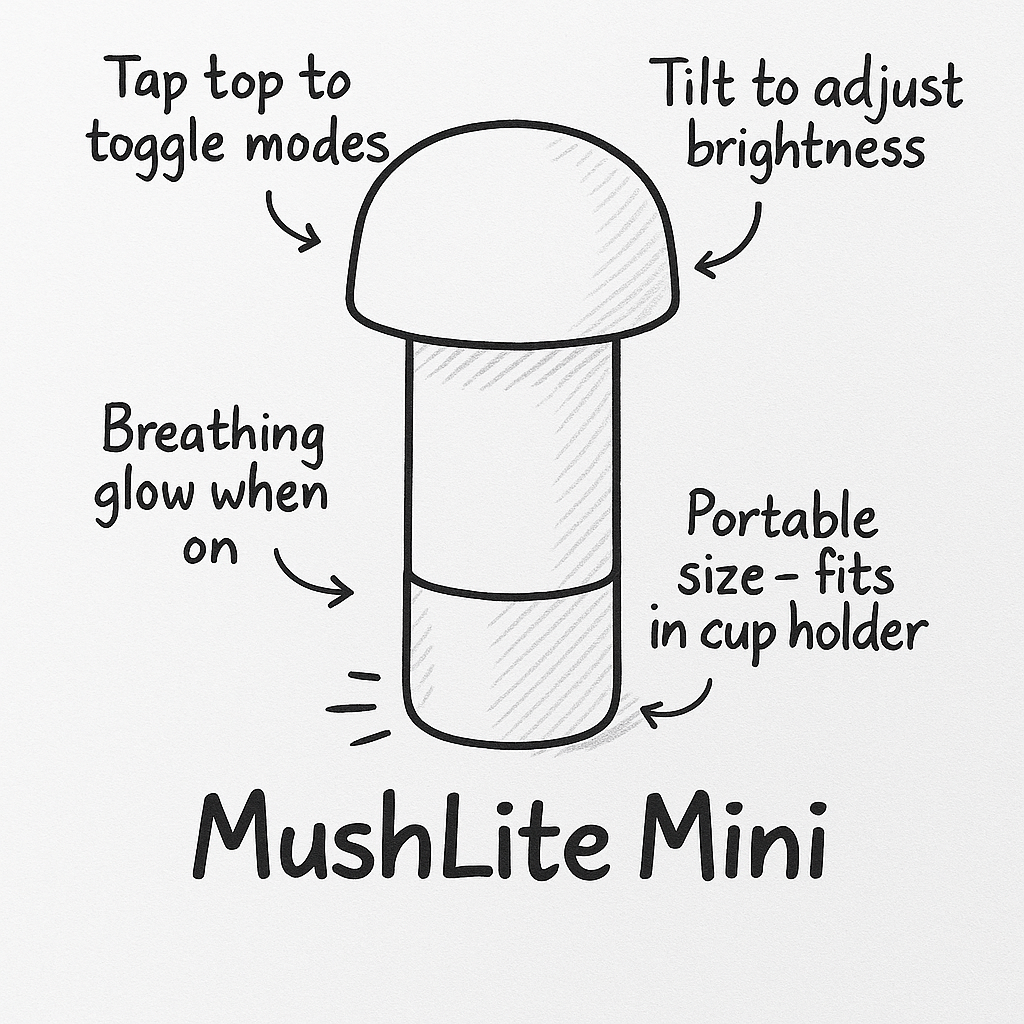 Tap top to
toggle modes
Tilt to adjust
brightness
Breathing
glow when
on
Portable
size – fits
in cup holder
MushLite Mini